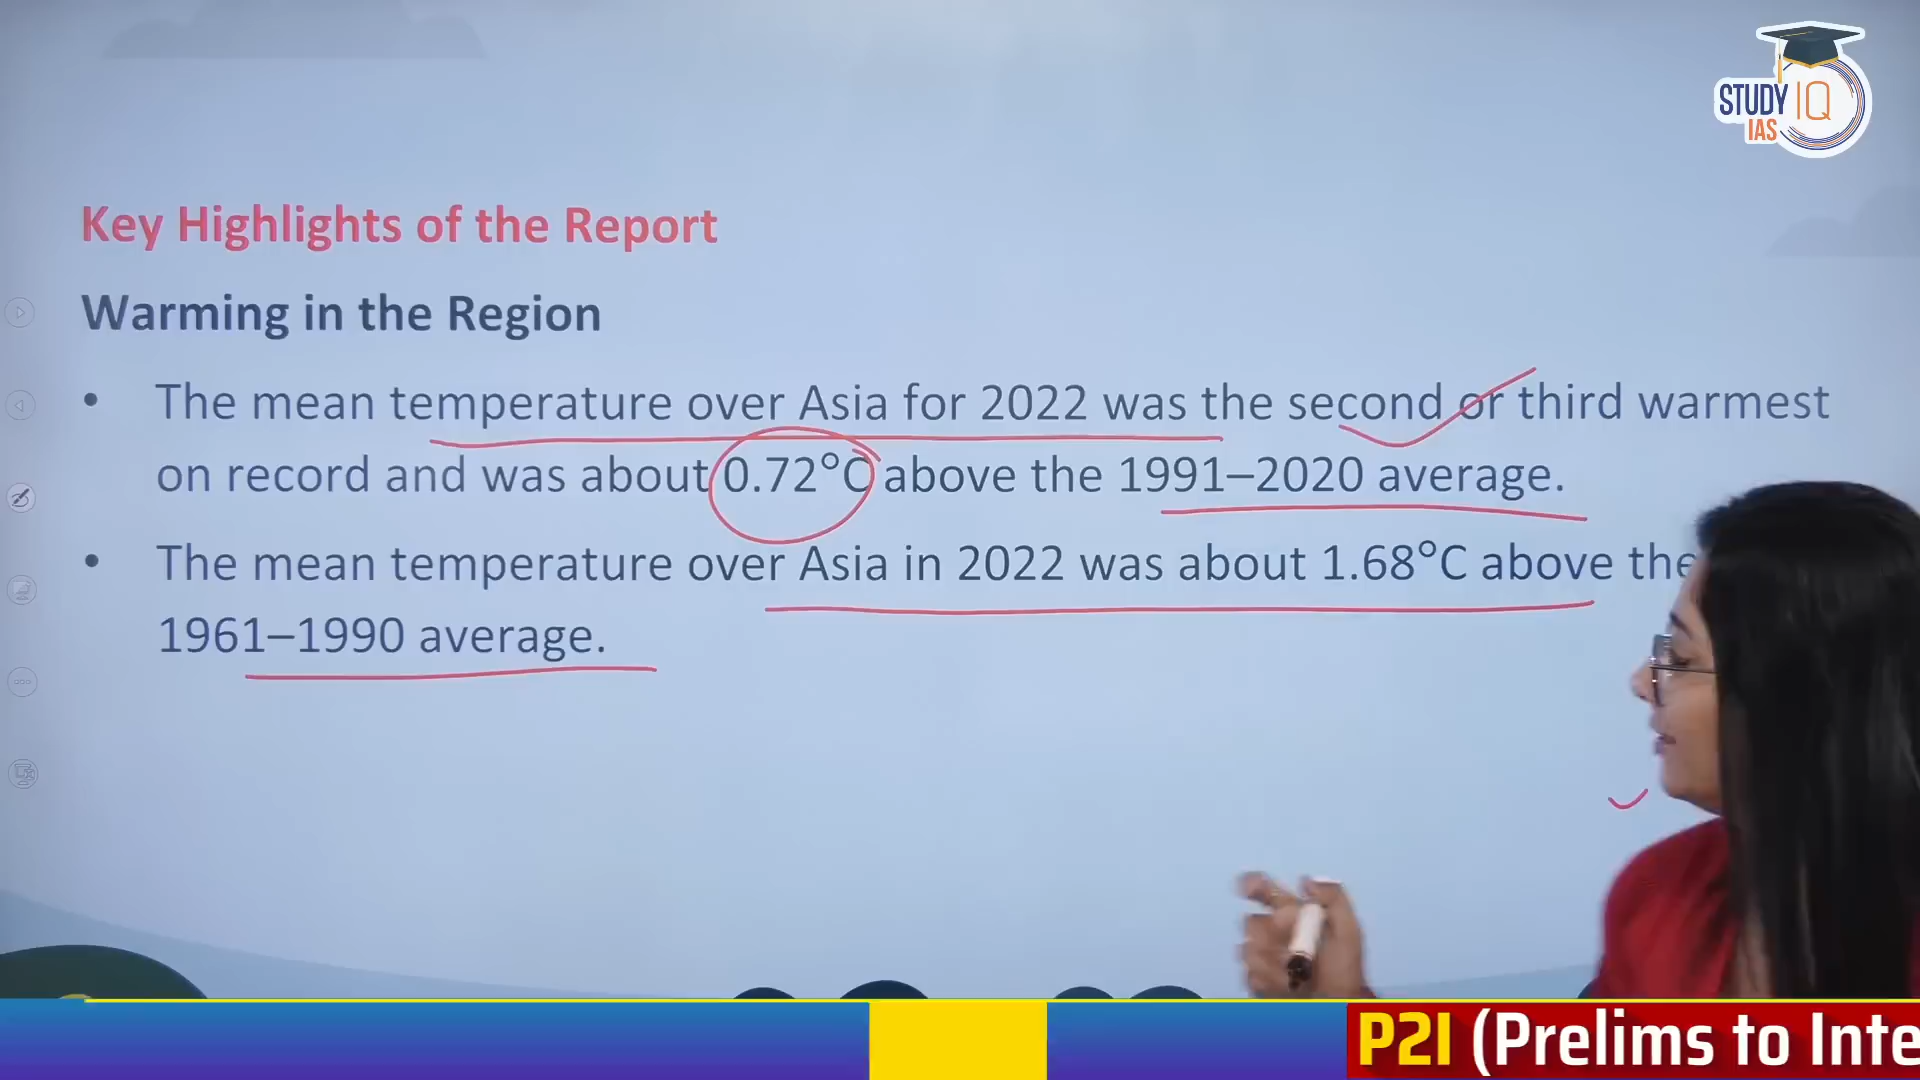 STUDY IQ
IAS
Key Highlights of the Report
Warming in the Region
• The mean temperature over Asia for 2022 was the second or third warmest
on record and was about 0.72°C above the 1991–2020 average.
• The mean temperature over Asia in 2022 was about 1.68°C above the
1961–1990 average.
P2I (Prelims to Inte